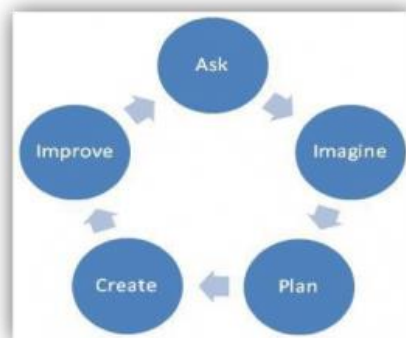 Ask
Imagine
Plan
Create
Improve